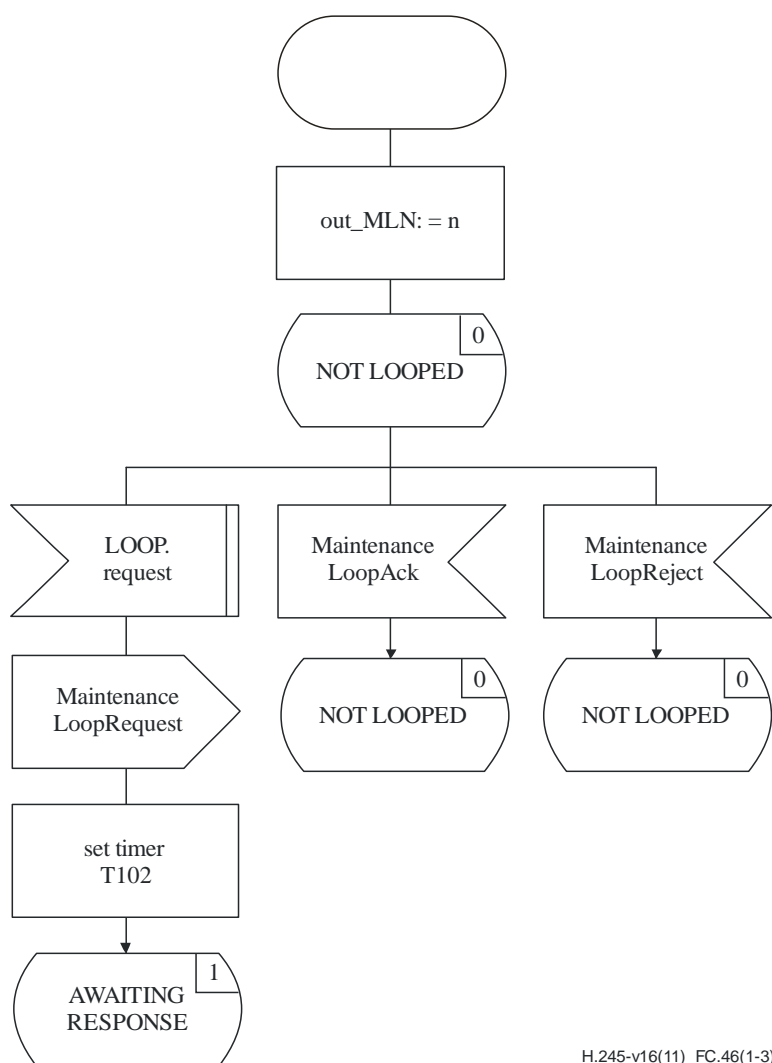 out_MLN: = n
0
NOT LOOPED
LOOP.
request
Maintenance
LoopAck
Maintenance
LoopReject
Maintenance
LoopRequest
0
NOT LOOPED
0
NOT LOOPED
set timer
T102
1
AWAITING
RESPONSE
H.245-v16(11)_FC.46(1-3)